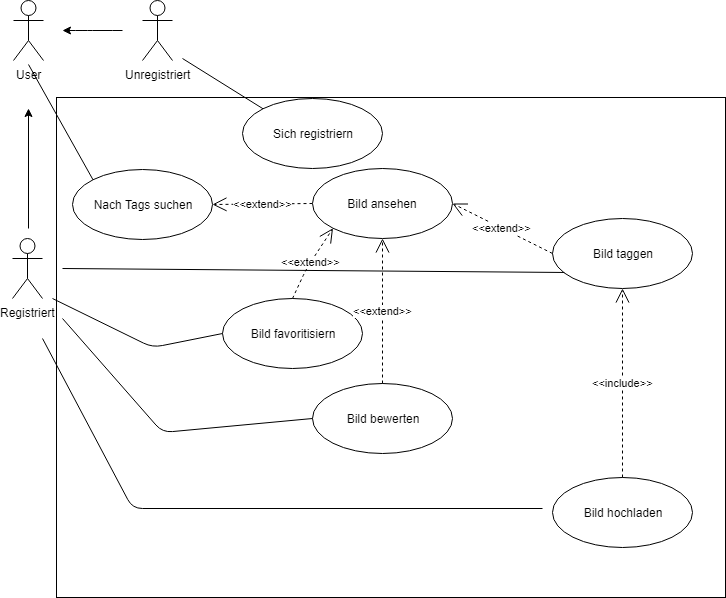 User
Unregistriert
Sich registriern
Nach Tags suchen
<<extend>>
Bild ansehen
<<extend>>
Bild taggen
<<extend>>
Registriert
<<extend>>
Bild favoritisiern
<<include>>
Bild bewerten
Bild hochladen